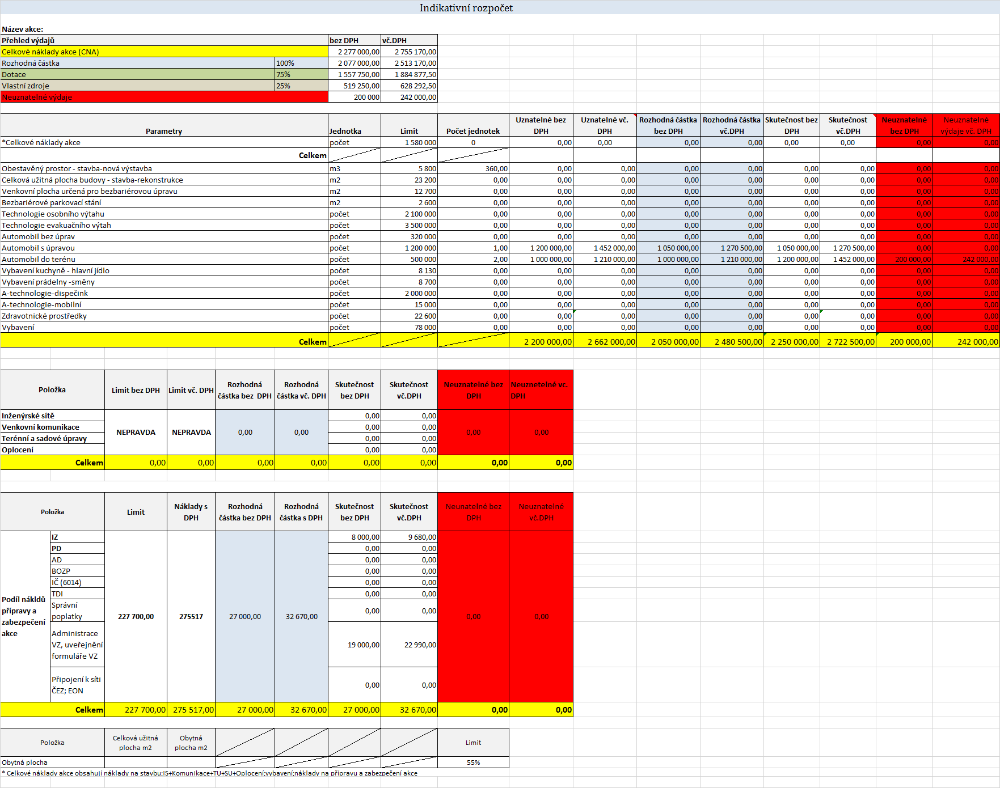 Indikativní rozpočet
Název akce:
Přehled výdajů bez DPH vč.DPH
Celkové náklady akce (CNA) 2 277 000,00 2 755 170,00
Rozhodná částka 100% 2 077 000,00 2 513 170,00
Dotace 75% 1 557 750,00 1 884 877,50
Vlastní zdroje 25% 519 250,00 628 292,50
Neuznatelné výdaje 200 000 242 000,00
Parametry Jednotka Limit Počet jednotek Uznatelné bez DPH Uznatelné vč. DPH Rozhodná částka bez DPH Rozhodná částka vč.DPH Skutečnost bez DPH Skutečnost vč.DPH Neuznatelné bez DPH Neuznatelné výdaje vč. DPH
*Celkové náklady akce počet 1 580 000 0 0,00 0,00 0,00 0,00 0,00 0,00 0,00 0,00
Celkem
Obestavěný prostor - stavba-nová výstavba m3 5 800 360,00 0,00 0,00 0,00 0,00 0,00 0,00 0,00 0,00
Celková užitná plocha budovy - stavba-rekonstrukce m2 23 200 0,00 0,00 0,00 0,00 0,00 0,00 0,00 0,00 0,00
Venkovní plocha určená pro bezbariérovou úpravu m2 12 700 0,00 0,00 0,00 0,00 0,00 0,00 0,00 0,00 0,00
Bezbariérové parkovací stání m2 2 600 0,00 0,00 0,00 0,00 0,00 0,00 0,00 0,00 0,00
Technologie osobního výtahu počet 2 100 000 0,00 0,00 0,00 0,00 0,00 0,00 0,00 0,00 0,00
Technologie evakuačního výtah počet 3 500 000 0,00 0,00 0,00 0,00 0,00 0,00 0,00 0,00 0,00
Automobil bez úprav počet 320 000 0,00 0,00 0,00 0,00 0,00 0,00 0,00 0,00 0,00
Automobil s úpravou počet 1 200 000 1,00 1 200 000,00 1 452 000,00 1 050 000,00 1 270 500,00 1 050 000,00 1 270 500,00 0,00 0,00
Automobil do terénu počet 500 000 2,00 1 000 000,00 1 210 000,00 1 000 000,00 1 210 000,00 1 200 000,00 1 452 000,00 200 000,00 242 000,00
Vybavení kuchyně - hlavní jídlo počet 8 130 0,00 0,00 0,00 0,00 0,00 0,00 0,00 0,00 0,00
Vybavení prádelny -směny počet 8 700 0,00 0,00 0,00 0,00 0,00 0,00 0,00 0,00 0,00
A-technologie-dispečink počet 2 000 000 0,00 0,00 0,00 0,00 0,00 0,00 0,00 0,00 0,00
A-technologie-mobilní počet 15 000 0,00 0,00 0,00 0,00 0,00 0,00 0,00 0,00 0,00
Zdravotnické prostředky počet 22 600 0,00 0,00 0,00 0,00 0,00 0,00 0,00 0,00 0,00
Vybavení počet 78 000 0,00 0,00 0,00 0,00 0,00 0,00 0,00 0,00 0,00
Celkem 2 200 000,00 2 662 000,00 2 050 000,00 2 480 500,00 2 250 000,00 2 722 500,00 200 000,00 242 000,00
Položka Limit bez DPH Limit vč. DPH Rozhodná částka bez DPH Rozhodná částka vč. DPH Skutečnost bez DPH Skutečnost vč.DPH Neuznatelné bez DPH Neuznetelné vc. DPH
Inženýrské sítě 0,00 0,00
Venkovní komunikace 0,00 0,00
NEPRAVDA NEPRAVDA 0,00 0,00 0,00 0,00
Terénní a sadové úpravy 0,00 0,00
Oplocení 0,00 0,00
Celkem 0,00 0,00 0,00 0,00 0,00 0,00 0,00 0,00
Položka Limit Náklady s DPH Rozhodná částka bez DPH Rozhodná částka s DPH Skutečnost bez DPH Skutečnost vč.DPH Neunatelné bez DPH Neuznatelné vč.DPH
IZ 8 000,00 9 680,00
PD 0,00 0,00
AD 0,00 0,00
BOZP 0,00 0,00
IČ (6014) 0,00 0,00
TDI 0,00 0,00
Podíl nákldů přípravy a zabezpečení akce
Správní poplatky 0,00 0,00
227 700,00 275517 27 000,00 32 670,00 0,00 0,00
Administrace VZ, uveřejnění formuláře VZ 19 000,00 22 990,00
Připojení k síti ČEZ; EON 0,00 0,00
Celkem 227 700,00 275 517,00 27 000,00 32 670,00 27 000,00 32 670,00 0,00 0,00
Položka Celková užitná plocha m2 Obytná plocha m2 Limit
Obytná plocha 55%
* Celkové náklady akce obsahují náklady na stavbu;IS+Komunikace+TU+SU+Oplocení;vybavení;náklady na přípravu a zabezpečení akce